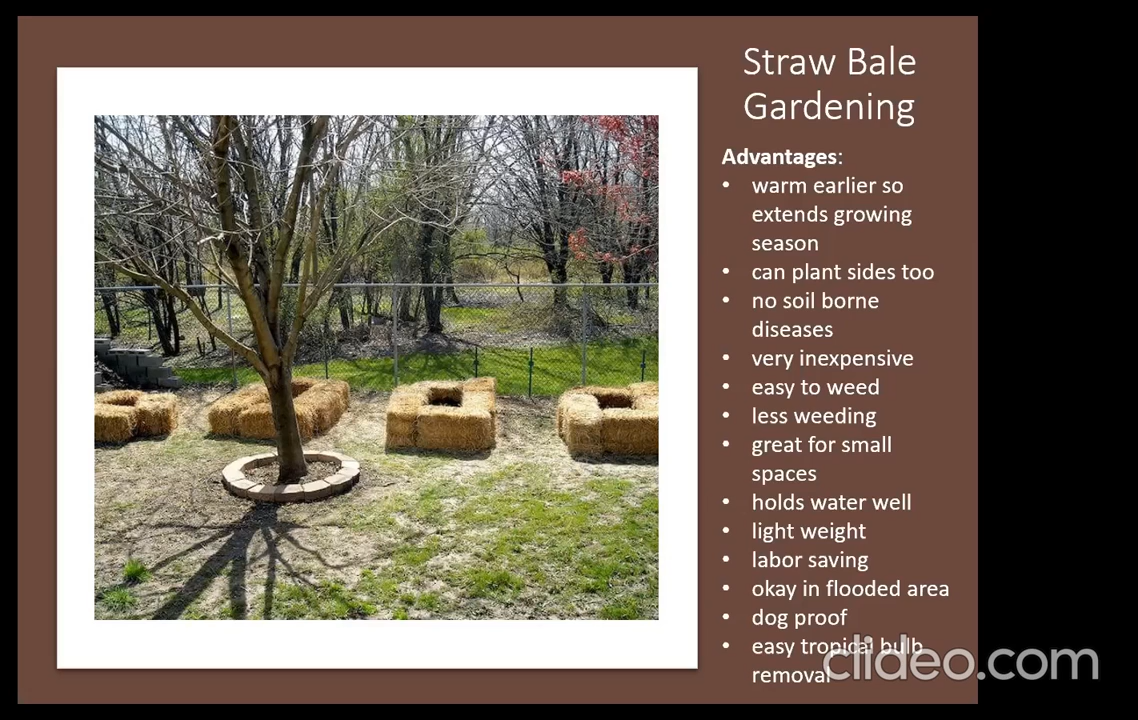 Straw Bale
Gardening
Advantages:
• warm earlier so
extends growing
season
• can plant sides too
• no soil borne
diseases
• very inexpensive
• easy to weed
• less weeding
• great for small
spaces
• holds water well
• light weight
• labor saving
• okay in flooded area
• dog proof
• easy tropical bulb
removal
clideo.com